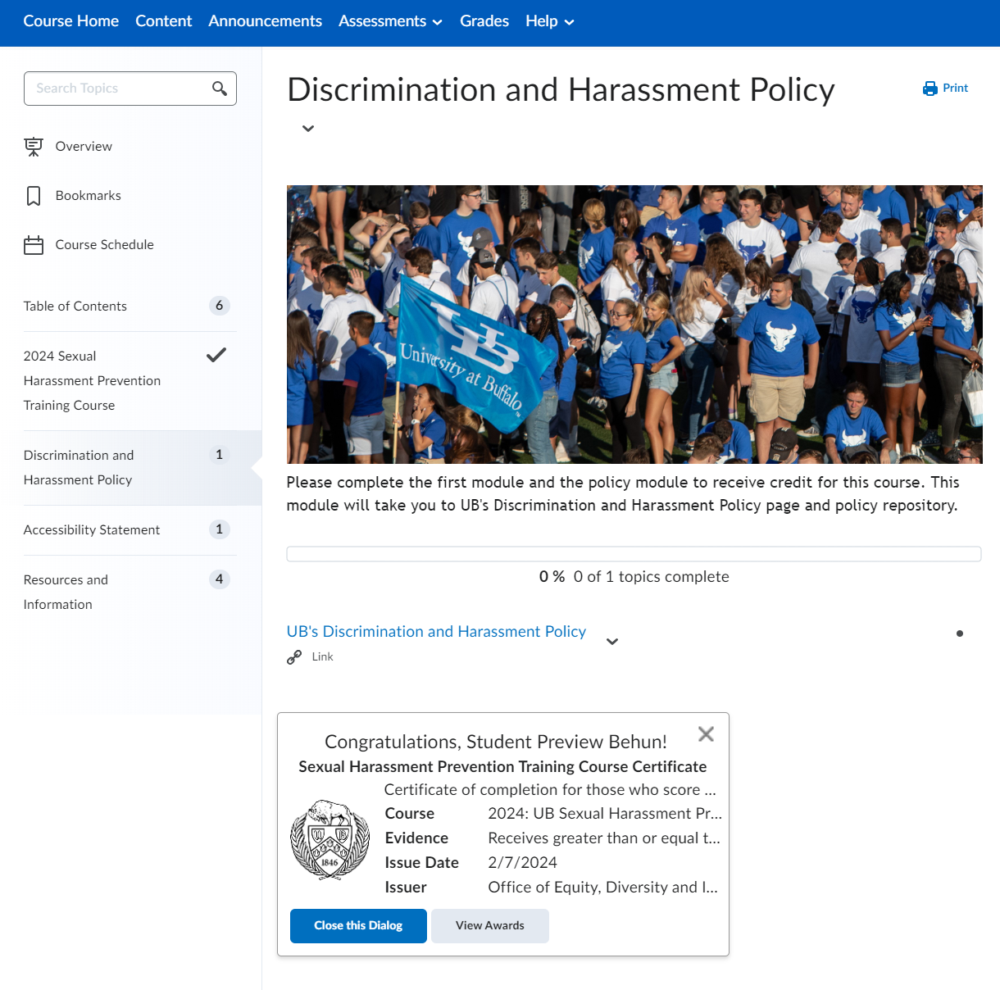 Course Home Content Announcements Assessments Grades Help
Search Topics
Overview
Bookmarks
Course Schedule
Table of Contents 6
2024 Sexual
Harassment Prevention
Training Course
Discrimination and 1
Harassment Policy
Accessibility Statement 1
Resources and 4
Information
Discrimination and Harassment Policy
Print
UB
University at Buffalo
Please complete the first module and the policy module to receive credit for this course. This
module will take you to UB's Discrimination and Harassment Policy page and policy repository.
0 % 0 of 1 topics complete
UB's Discrimination and Harassment Policy
Link
Congratulations, Student Preview Behun!
Sexual Harassment Prevention Training Course Certificate
Certificate of completion for those who score ...
Course 2024: UB Sexual Harassment Pr...
Evidence Receives greater than or equal t...
Issue Date 2/7/2024
Issuer Office of Equity, Diversity and I...
1846
Close this Dialog View Awards